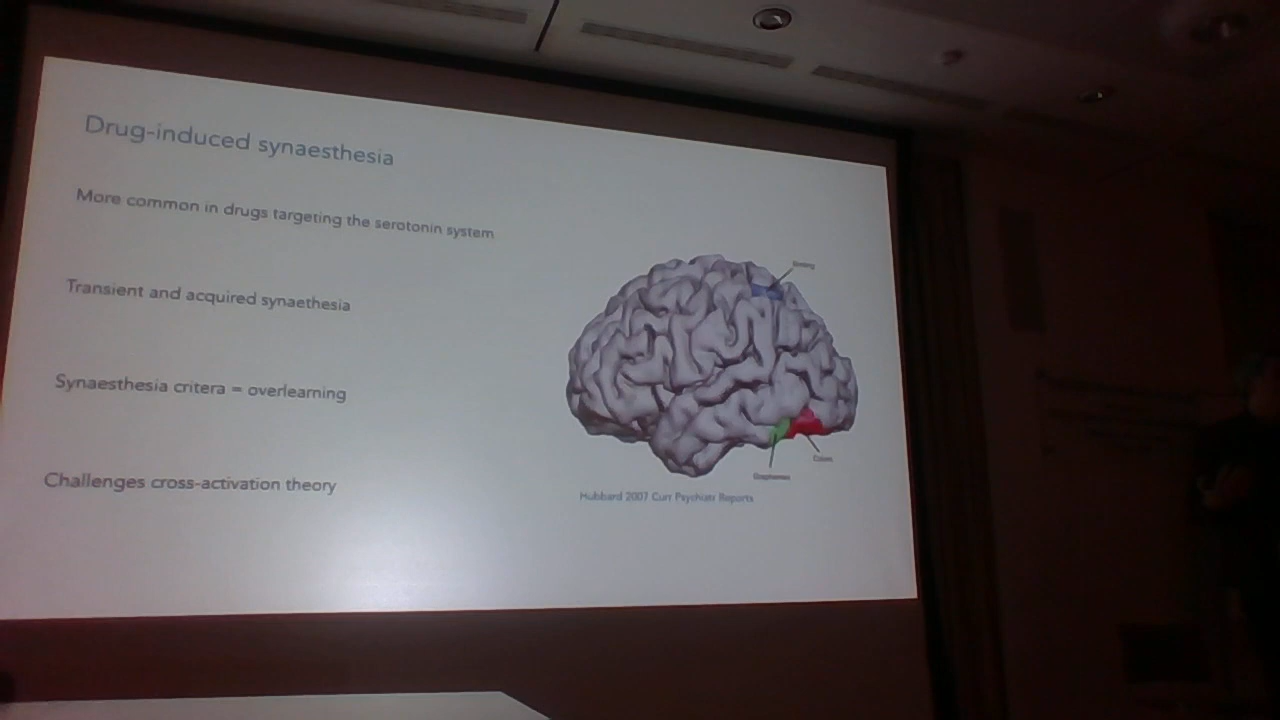 Drug-induced synaesthesia
More common in drugs targeting the serotonin system
Transient and acquired synaethesia
Synaesthesia critera = overlearning
Challenges cross-activation theory
Binding
Colors
Graphemes
Hubbard 2007 Curr Psychiatr Reports